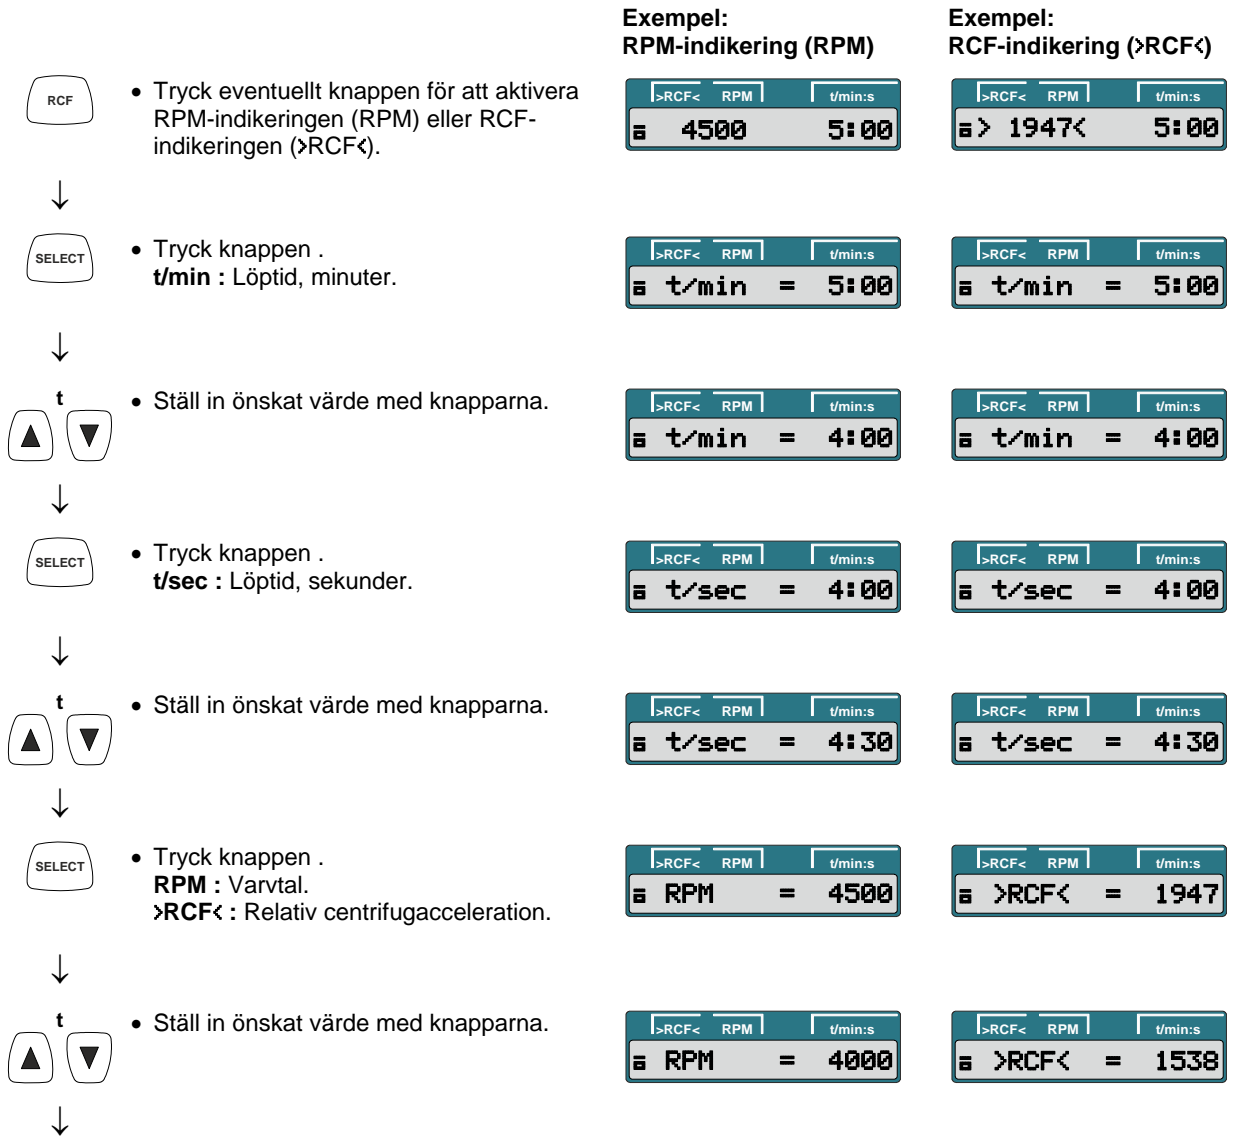 Exempel:
RPM-indikering (RPM)
Exempel:
RCF-indikering (>RCF<)
RCF
• Tryck eventuellt knappen för att aktivera
RPM-indikeringen (RPM) eller RCF-
indikeringen (>RCF<).
>RCF< RPM t/min:s
4500 5:00
>RCF< RPM t/min:s
> 1947< 5:00
↓
SELECT
• Tryck knappen .
t/min : Löptid, minuter.
>RCF< RPM t/min:s
t/min = 5:00
>RCF< RPM t/min:s
t/min = 5:00
↓
t
▲ ▼
• Ställ in önskat värde med knapparna.
>RCF< RPM t/min:s
t/min = 4:00
>RCF< RPM t/min:s
t/min = 4:00
↓
SELECT
• Tryck knappen .
t/sec : Löptid, sekunder.
>RCF< RPM t/min:s
t/sec = 4:00
>RCF< RPM t/min:s
t/sec = 4:00
↓
t
▲ ▼
• Ställ in önskat värde med knapparna.
>RCF< RPM t/min:s
t/sec = 4:30
>RCF< RPM t/min:s
t/sec = 4:30
↓
SELECT
• Tryck knappen .
RPM : Varvtal.
>RCF< : Relativ centrifugacceleration.
>RCF< RPM t/min:s
RPM = 4500
>RCF< RPM t/min:s
>RCF< = 1947
↓
t
▲ ▼
• Ställ in önskat värde med knapparna.
>RCF< RPM t/min:s
RPM = 4000
>RCF< RPM t/min:s
>RCF< = 1538
↓